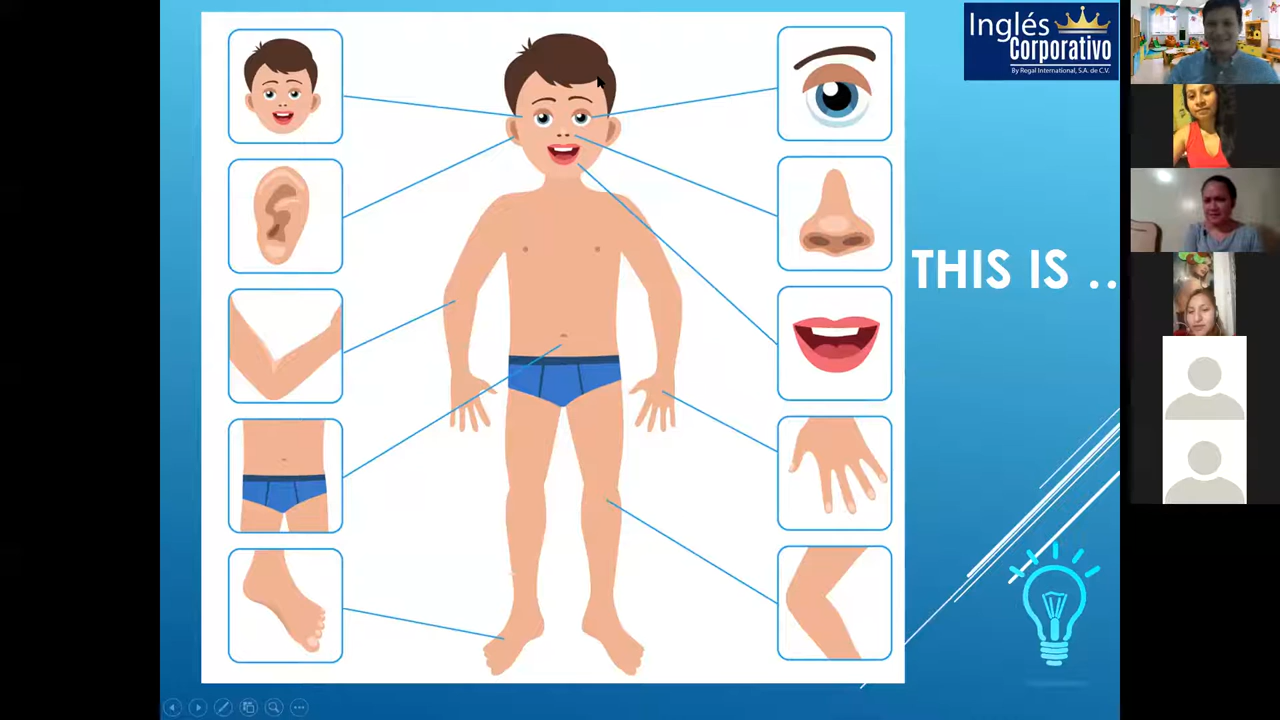 Inglés
Corporativo
By Regal International, S.A. de C.V.
THIS IS ..